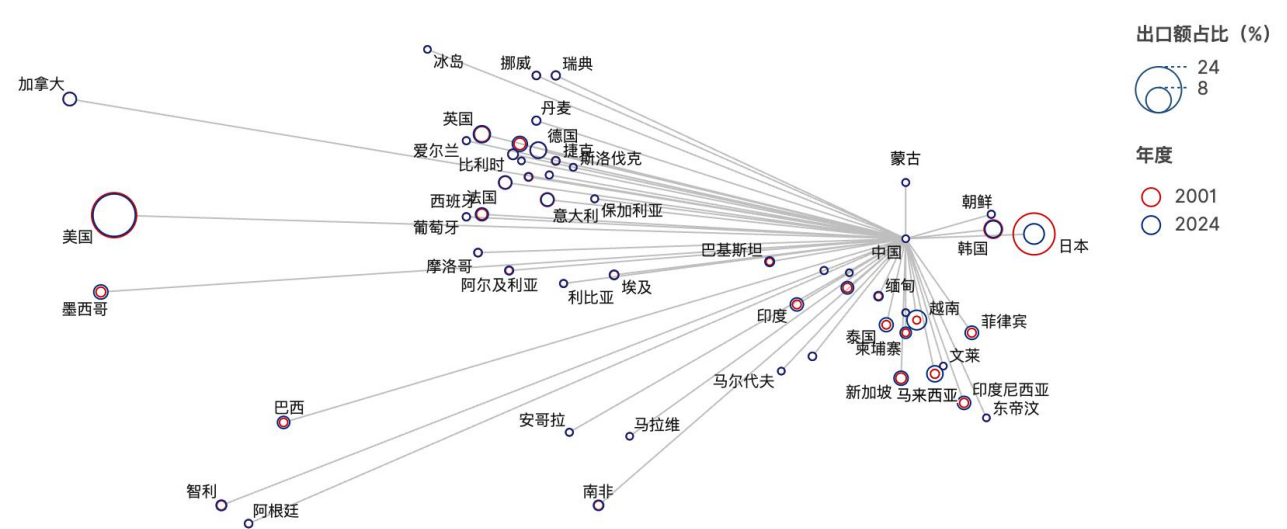 出口额占比（%）
24
8
年度
2001
2024
冰岛
挪威
瑞典
加拿大
丹麦
英国
德国
爱尔兰
捷克
斯洛伐克
比利时
蒙古
法国
西班牙
保加利亚
朝鲜
意大利
葡萄牙
美国
巴基斯坦
中国
韩国
日本
摩洛哥
阿尔及利亚
埃及
缅甸
利比亚
墨西哥
印度
越南
菲律宾
泰国
柬埔寨
文莱
马尔代夫
新加坡
马来西亚
印度尼西亚
巴西
东帝汶
安哥拉
马拉维
智利
南非
阿根廷